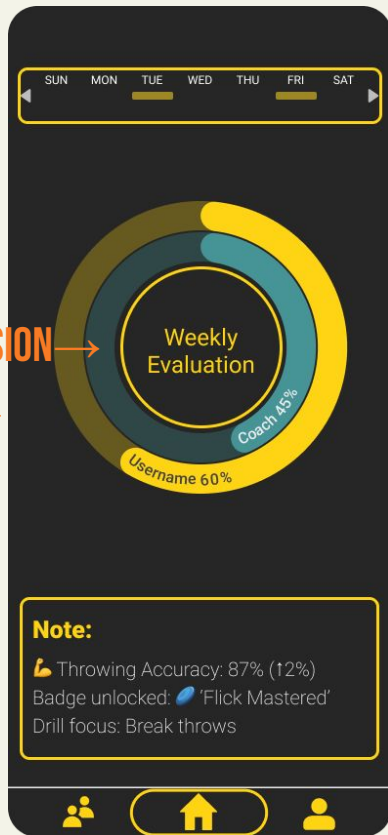 SUN MON TUE WED THU FRI SAT
SION
Weekly
Evaluation
Coach 45%
Username 60%
Note:
💪 Throwing Accuracy: 87% (↑2%)
Badge unlocked: 🥏 ‘Flick Mastered’
Drill focus: Break throws